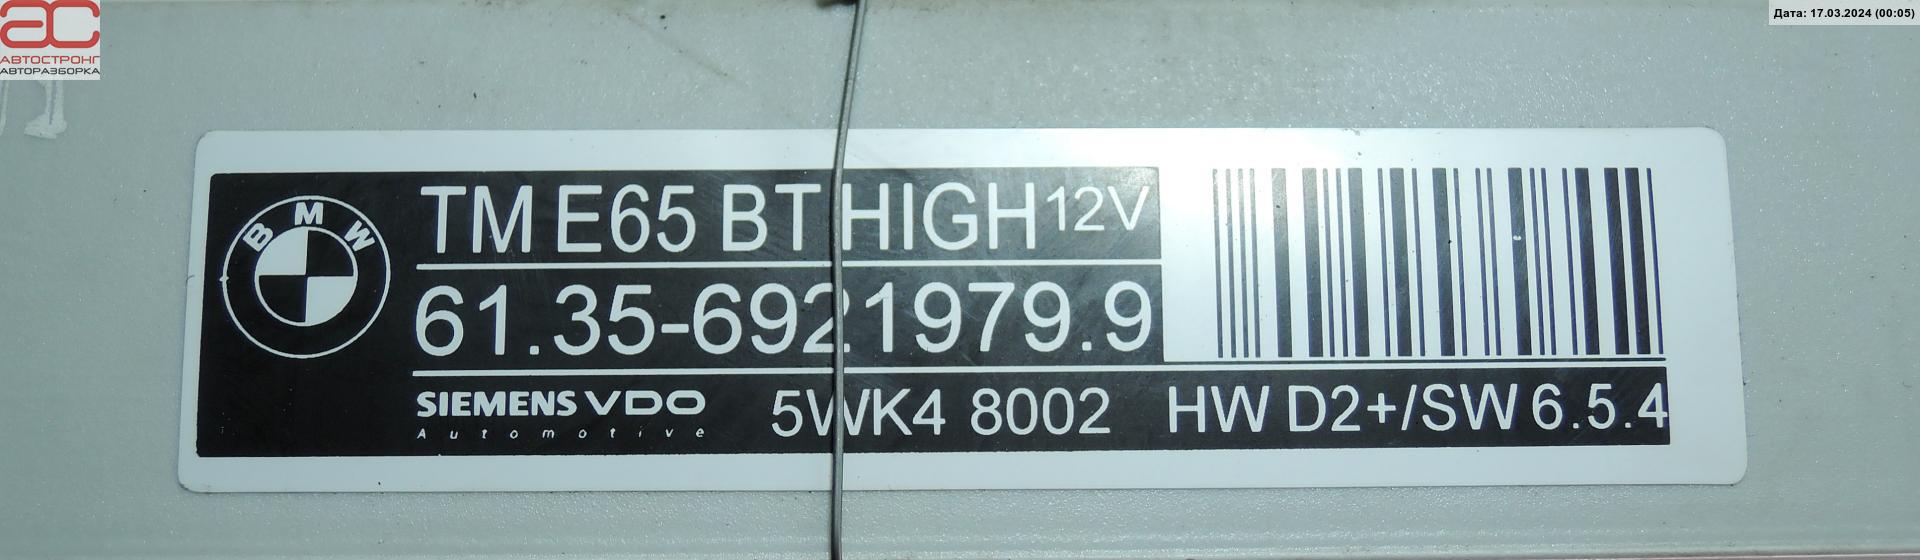 АС
АВТОСТРОНГ
АВТОРАЗБОРКА
Дата: 17.03.2024 (00:05)
BMW
TM E65 BT HIGH 12V
61.35-6921979.9
SIEMENS VDO
Automotive
5WK4 8002
HW D2+/SW 6.5.4